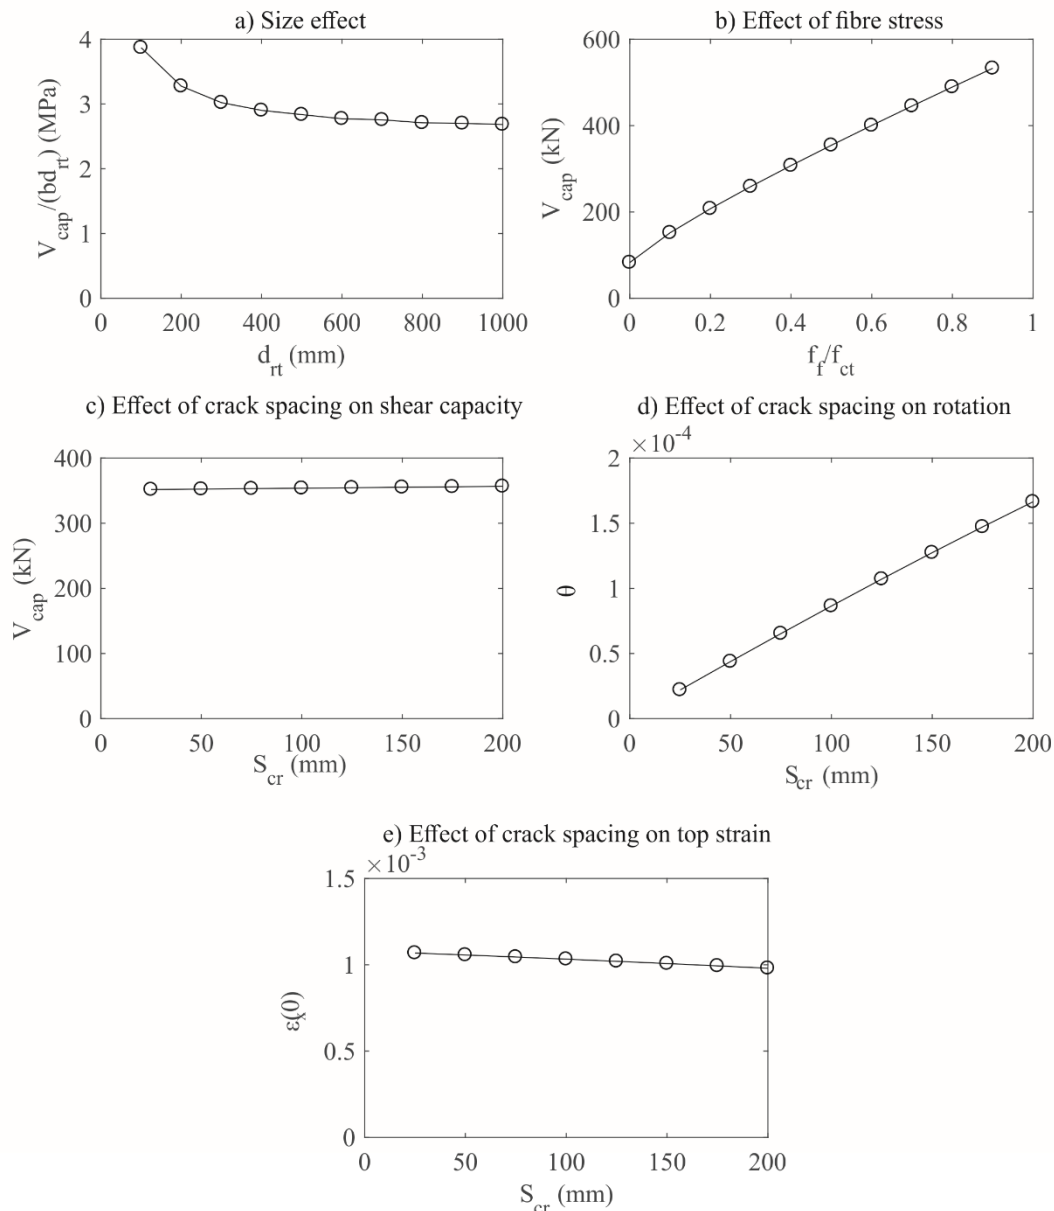 a) Size effect
4
3
2
1
0
V_cap/(bd_rt) (MPa)
0 200 400 600 800 1000
d_rt (mm)
b) Effect of fibre stress
600
400
200
0
V_cap (kN)
0 0.2 0.4 0.6 0.8 1
f_f/f_ct
c) Effect of crack spacing on shear capacity
400
300
200
100
0
V_cap (kN)
0 50 100 150 200
S_cr (mm)
d) Effect of crack spacing on rotation
×10^-4
2
1.5
1
0.5
0
θ
0 50 100 150 200
S_cr (mm)
e) Effect of crack spacing on top strain
×10^-3
1.5
1
0.5
0
ε_x(0)
0 50 100 150 200
S_cr (mm)